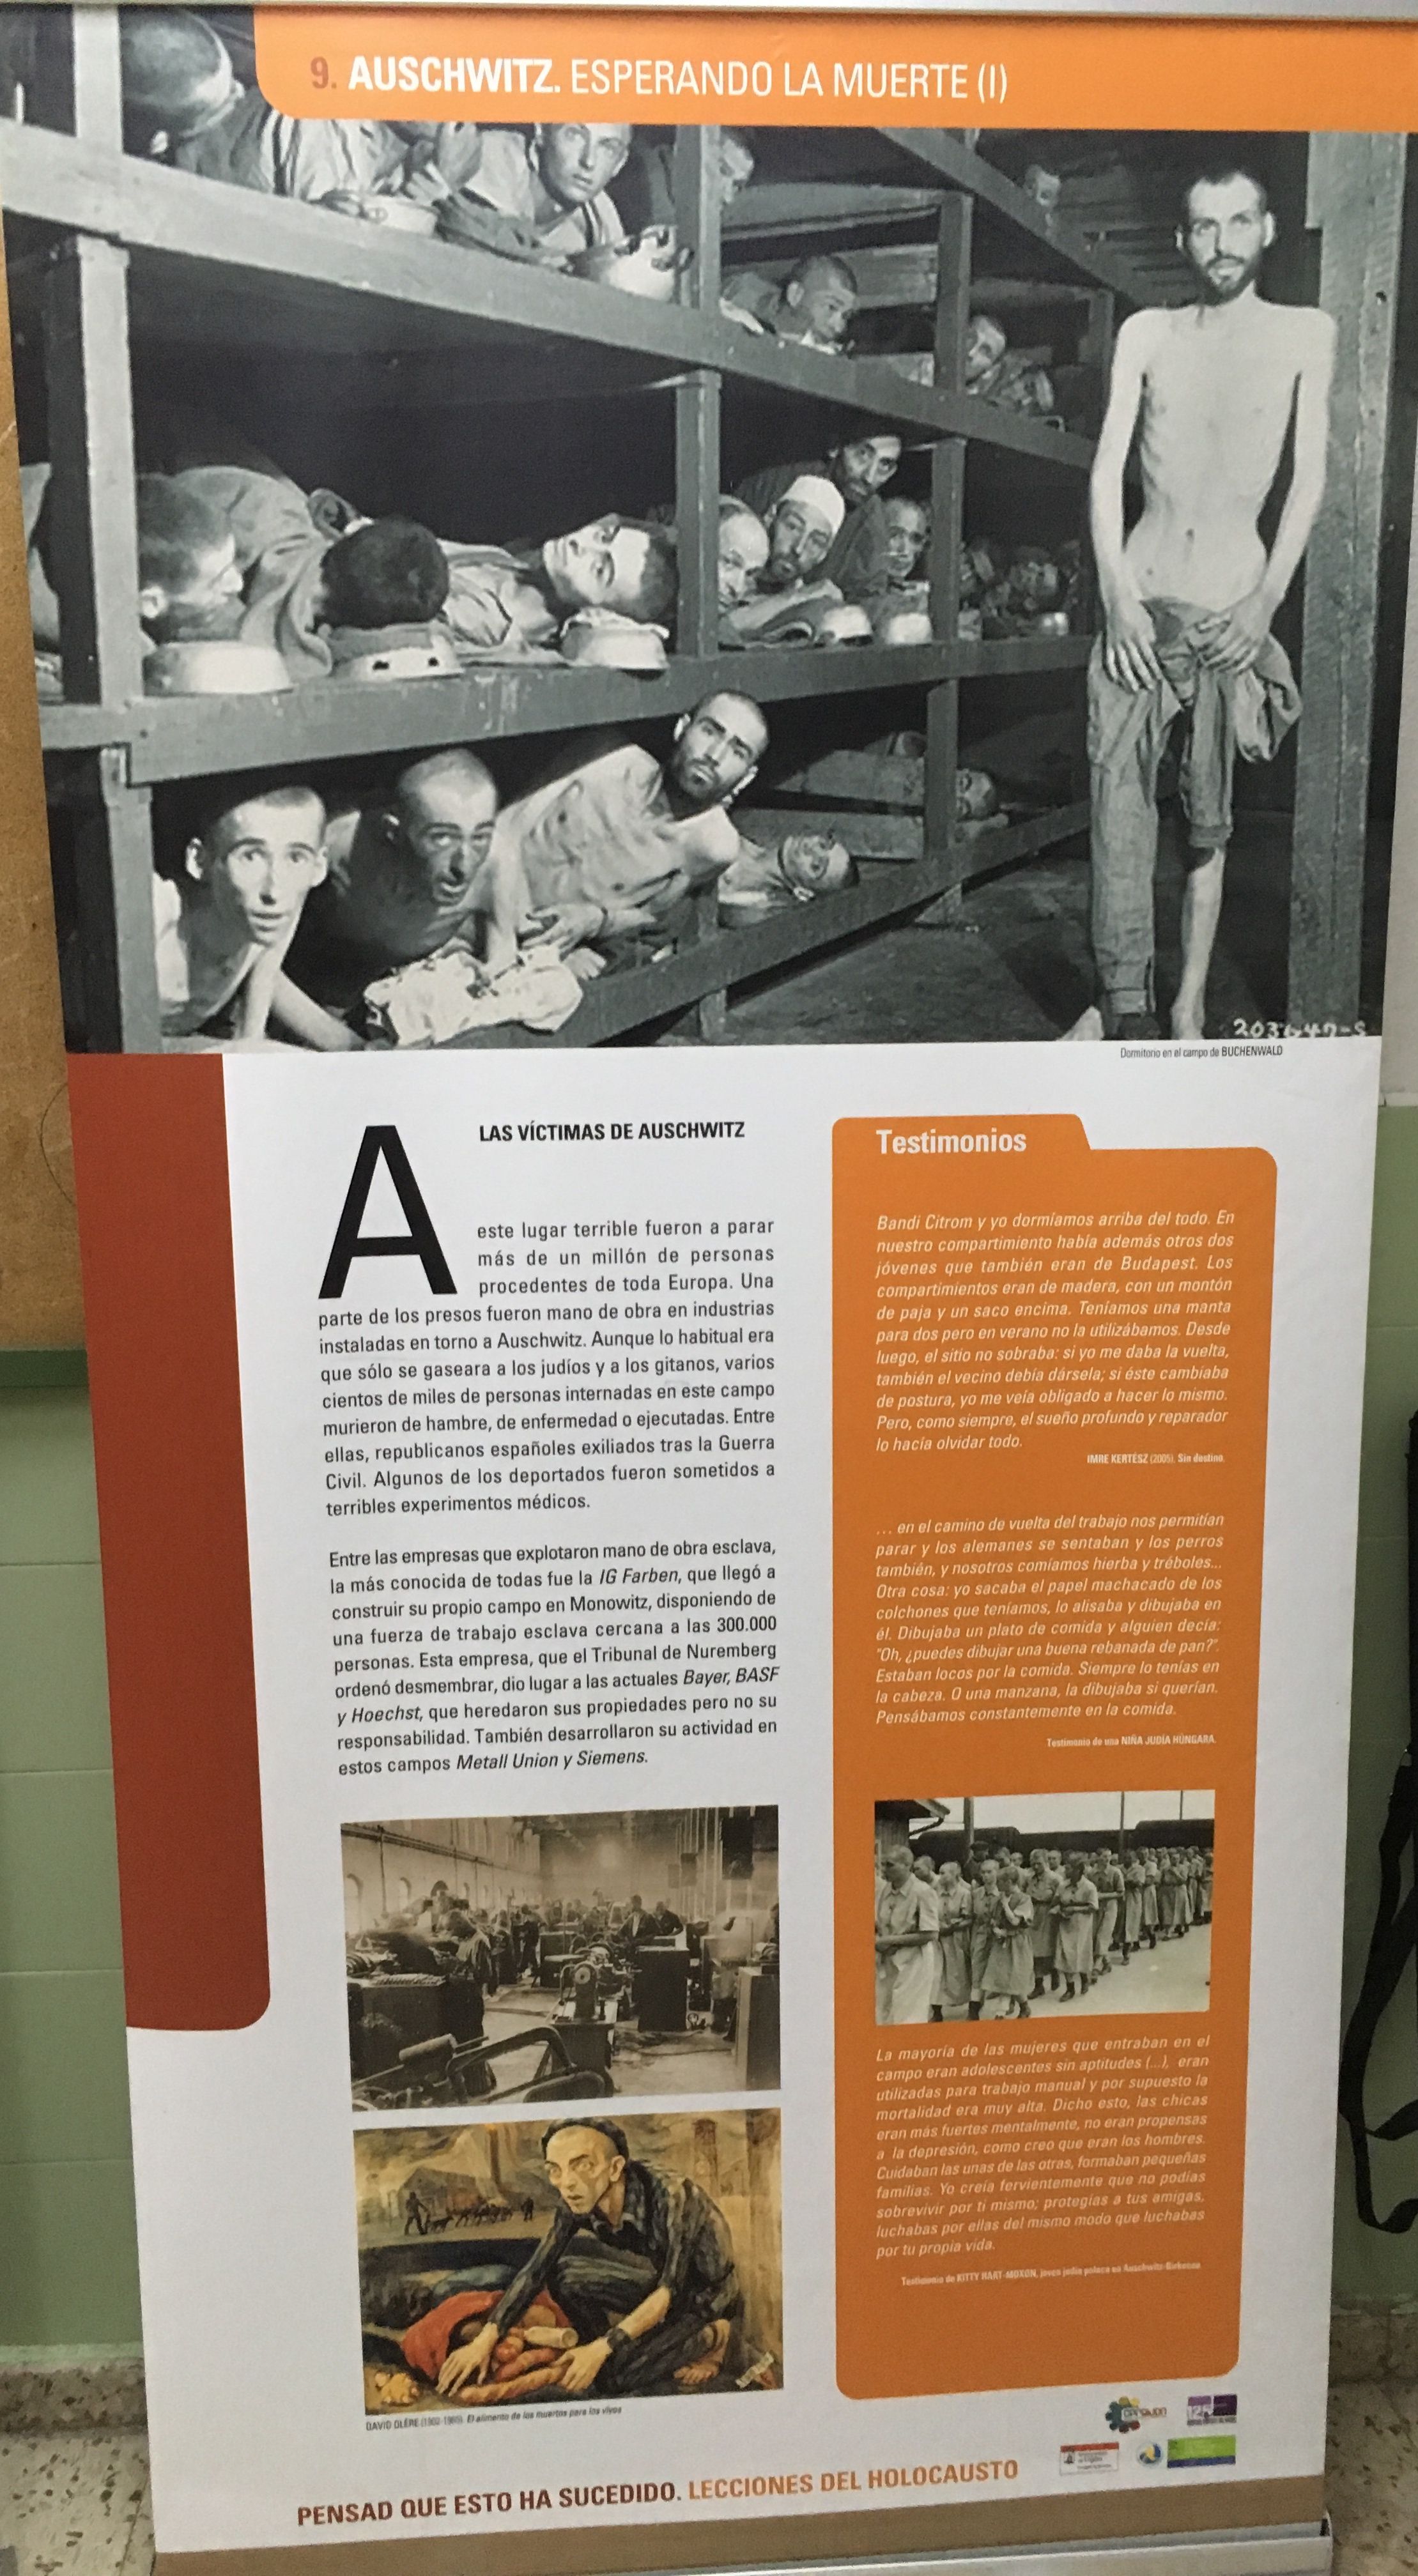 9. AUSCHWITZ. ESPERANDO LA MUERTE (I)
Dormitorio en el campo de BUCHENWALD
LAS VÍCTIMAS DE AUSCHWITZ
A este lugar terrible fueron a parar
más de un millón de personas
procedentes de toda Europa. Una
parte de los presos fueron mano de obra en industrias
instaladas en torno a Auschwitz. Aunque lo habitual era
que sólo se gaseara a los judíos y a los gitanos, varios
cientos de miles de personas internadas en este campo
murieron de hambre, de enfermedad o ejecutadas. Entre
ellas, republicanos españoles exiliados tras la Guerra
Civil. Algunos de los deportados fueron sometidos a
terribles experimentos médicos.
Entre las empresas que explotaron mano de obra esclava,
la más conocida de todas fue la IG Farben, que llegó a
construir su propio campo en Monowitz, disponiendo de
una fuerza de trabajo esclava cercana a las 300.000
personas. Esta empresa, que el Tribunal de Nuremberg
ordenó desmembrar, dio lugar a las actuales Bayer, BASF
y Hoechst, que heredaron sus propiedades pero no su
responsabilidad. También desarrollaron su actividad en
estos campos Metall Union y Siemens.
DAVID OLÈRE (1902-1985). El alimento de los muertos para los vivos
Testimonios
Bandi Citrom y yo dormíamos arriba del todo. En
nuestro compartimiento había además otros dos
jóvenes que también eran de Budapest. Los
compartimientos eran de madera, con un montón
de paja y un saco encima. Teníamos una manta
para dos pero en verano no la utilizábamos. Desde
luego, el sitio no sobraba: si yo me daba la vuelta,
también el vecino debía dársela; si éste cambiaba
de postura, yo me veía obligado a hacer lo mismo.
Pero, como siempre, el sueño profundo y reparador
lo hacía olvidar todo.
IMRE KERTÉSZ (2005). Sin destino.
... en el camino de vuelta del trabajo nos permitían
parar y los alemanes se sentaban y los perros
también, y nosotros comíamos hierba y tréboles...
Otra cosa: yo sacaba el papel machacado de los
colchones que teníamos, lo alisaba y dibujaba en
él. Dibujaba un plato de comida y alguien decía:
"Oh, ¿puedes dibujar una buena rebanada de pan?".
Estaban locos por la comida. Siempre lo tenías en
la cabeza. O una manzana, la dibujaba si querían.
Pensábamos constantemente en la comida.
Testimonio de una NIÑA JUDÍA HÚNGARA.
La mayoría de las mujeres que entraban en el
campo eran adolescentes sin aptitudes (...), eran
utilizadas para trabajo manual y por supuesto la
mortalidad era muy alta. Dicho esto, las chicas
eran más fuertes mentalmente, no eran propensas
a la depresión, como creo que eran los hombres.
Cuidaban las unas de las otras, formaban pequeñas
familias. Yo creía fervientemente que no podías
sobrevivir por ti mismo; protegías a tus amigas,
luchabas por ellas del mismo modo que luchabas
por tu propia vida.
Testimonio de KITTY HART-MOXON, joven judía polaca en Auschwitz-Birkenau.
PENSAD QUE ESTO HA SUCEDIDO. LECCIONES DEL HOLOCAUSTO